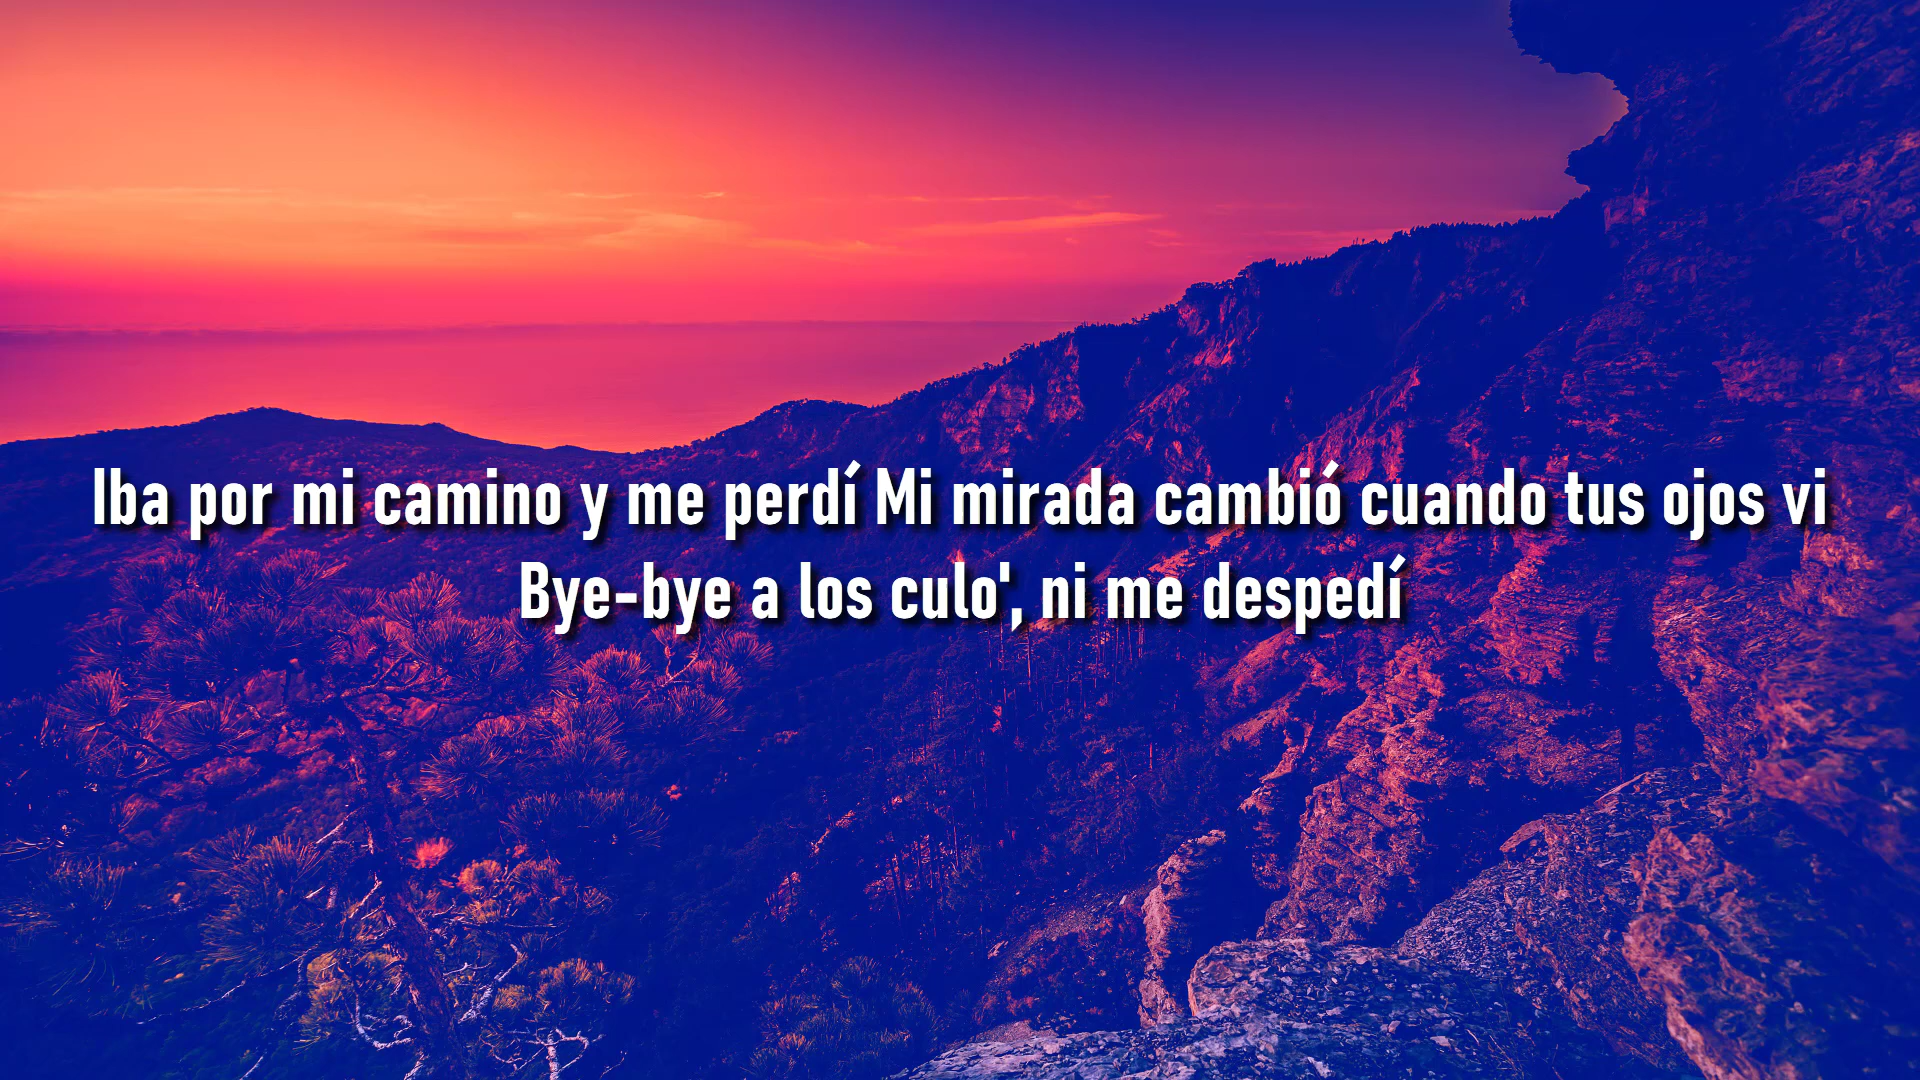 Iba por mi camino y me perdí Mi mirada cambió cuando tus ojos vi
Bye-bye a los culo', ni me despedí